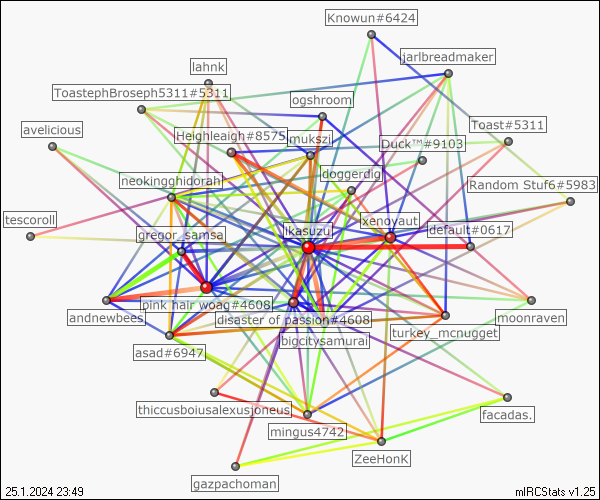 Knowun#6424
jarlbreadmaker
lahnk
ToastephBroseph5311#5311
ogshroom
avelicious
Heighleaigh#8575
mukszi
Duck™#9103
Toast#5311
doggerdig
neokingghidorah
Random Stuf6#5983
tescoroll
gregor_samsa
ikasuzu
xenoyaut
default#0617
pink hair woag#4608
andnewbees
disaster of passion#4608
moonraven
turkey_mcnugget
bigcitysamurai
asad#6947
thiccusboiusalexusjoneus
facadas.
mingus4742
ZeeHonK
gazpachoman
25.1.2024 23:49
mIRCStats v1.25